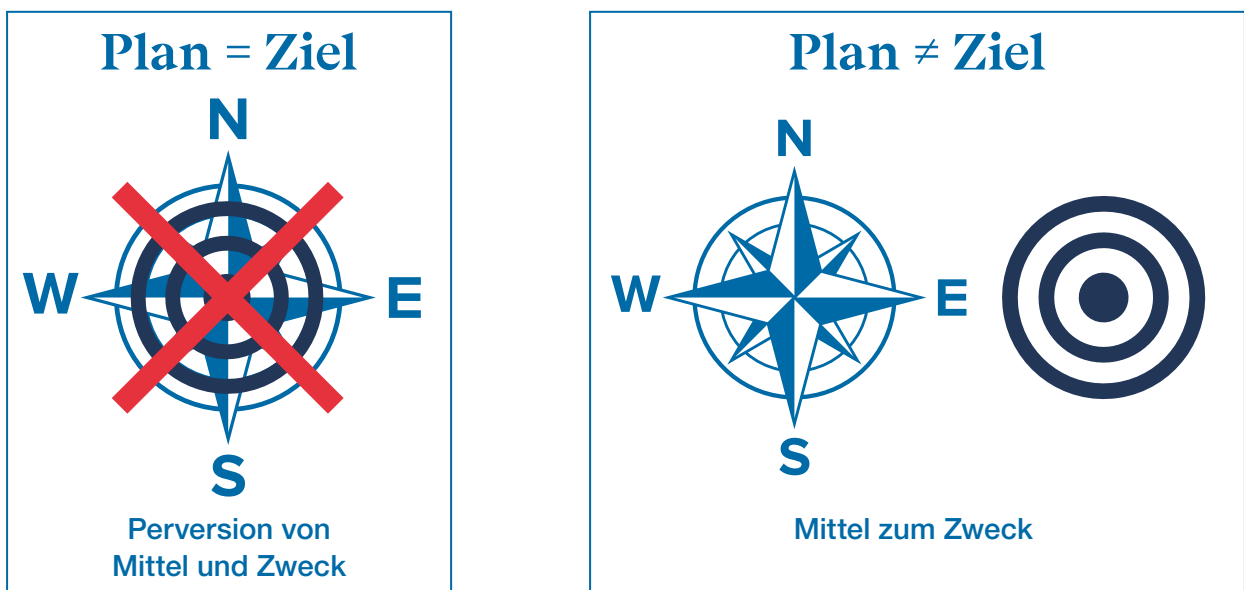 Plan = Ziel
N
W
E
S
Perversion von
Mittel und Zweck
Plan ≠ Ziel
N
W
E
S
Mittel zum Zweck